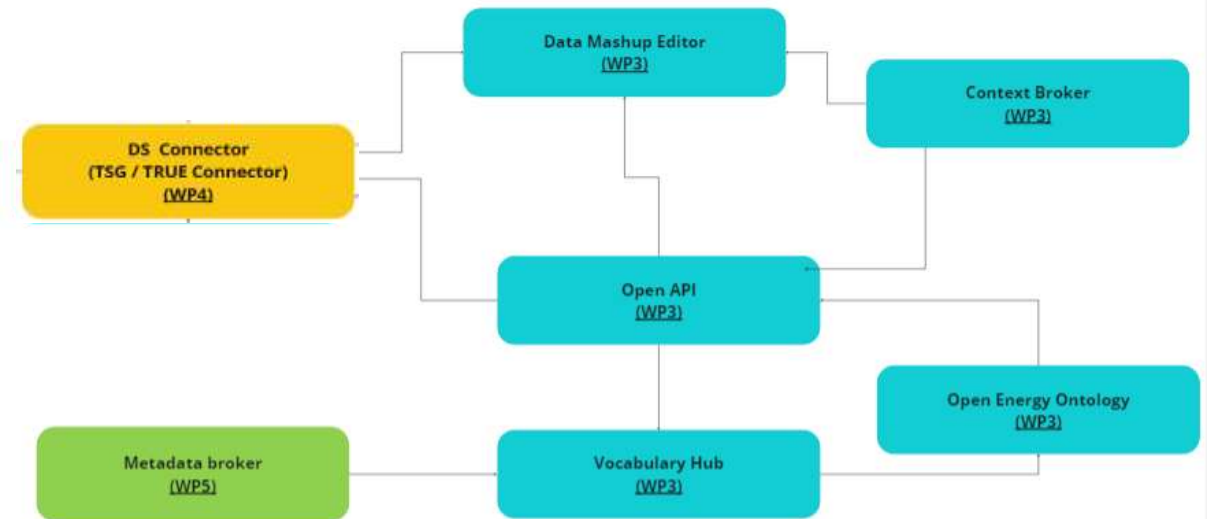 Data Mashup Editor
(WP3)
Context Broker
(WP3)
DS Connector
(TSG / TRUE Connector)
(WP4)
Open API
(WP3)
Open Energy Ontology
(WP3)
Metadata broker
(WP5)
Vocabulary Hub
(WP3)